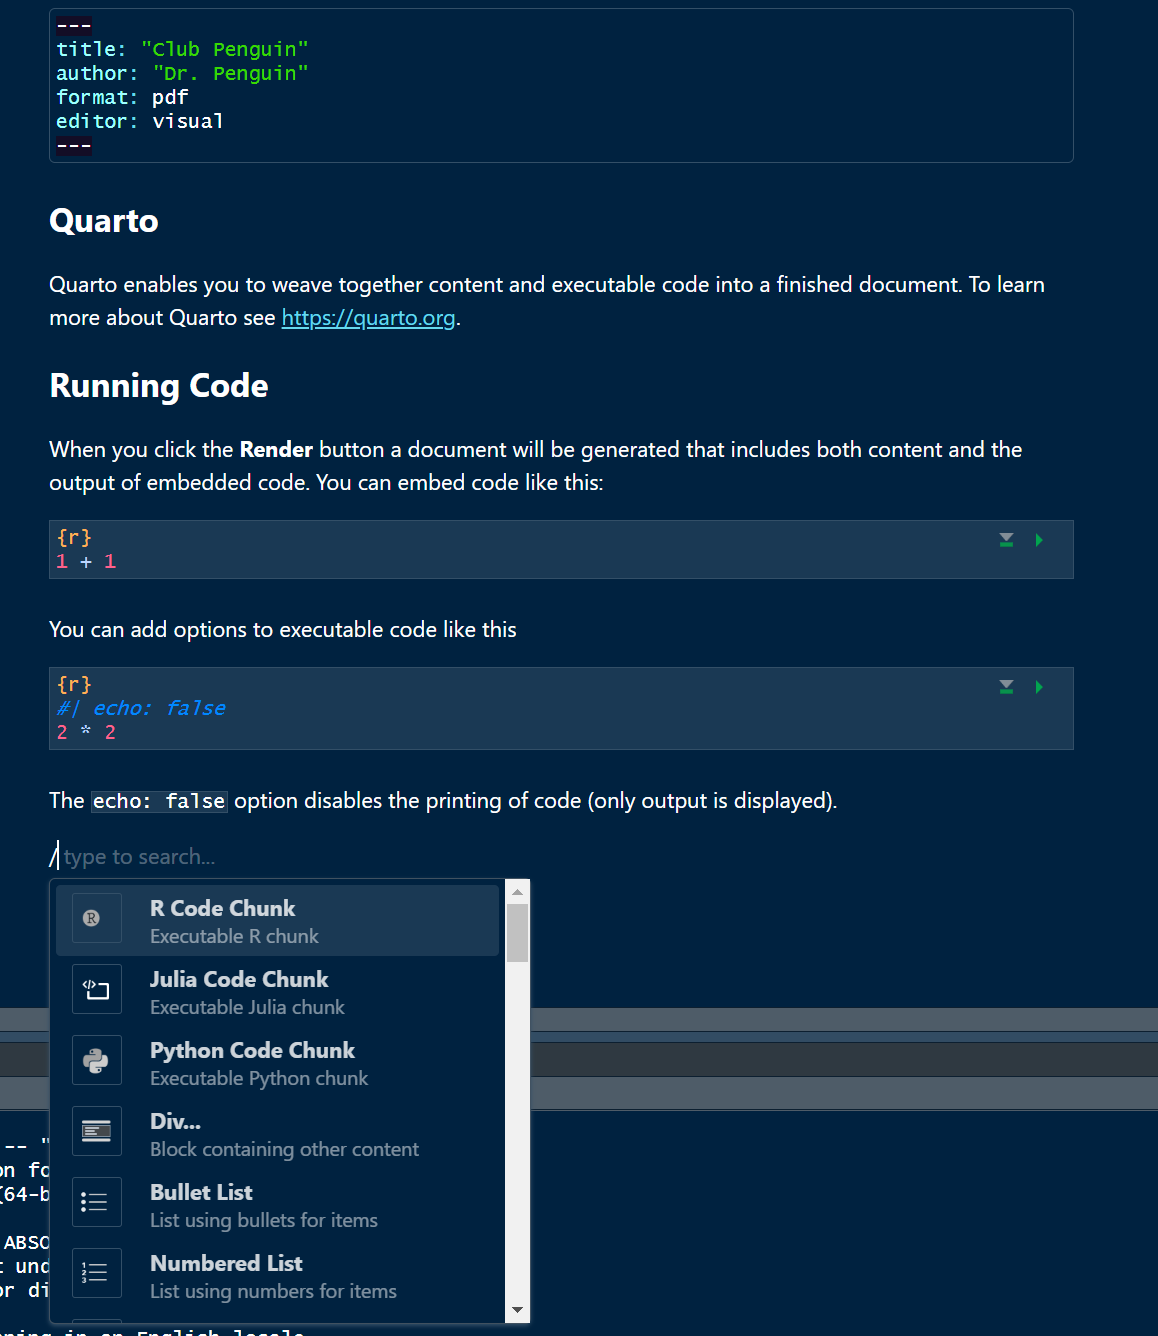 ---
title: "Club Penguin"
author: "Dr. Penguin"
format: pdf
editor: visual
---
Quarto
Quarto enables you to weave together content and executable code into a finished document. To learn
more about Quarto see https://quarto.org.
Running Code
When you click the Render button a document will be generated that includes both content and the
output of embedded code. You can embed code like this:
{r}
1 + 1
You can add options to executable code like this
{r}
#| echo: false
2 * 2
The echo: false option disables the printing of code (only output is displayed).
/type to search...
R
R Code Chunk
Executable R chunk
Julia Code Chunk
Executable Julia chunk
Python Code Chunk
Executable Python chunk
Div...
Block containing other content
Bullet List
List using bullets for items
1
2
3
Numbered List
List using numbers for items
-- "
on fo
(64-b
ABSO
t und
or di
in an English locale